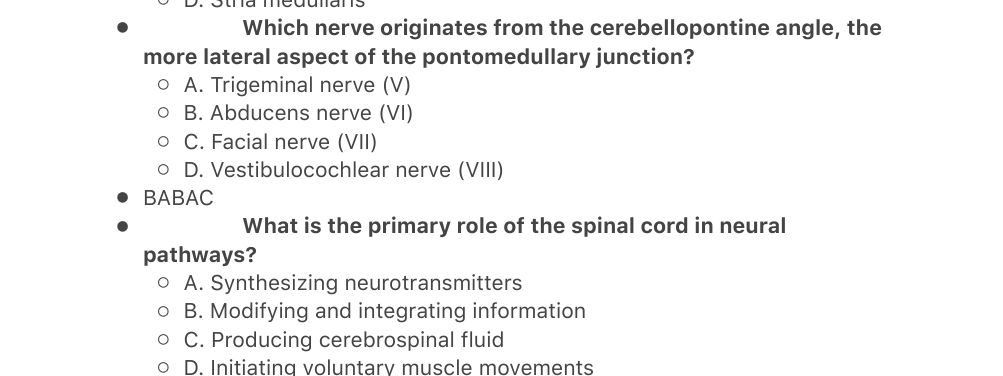 D. Stria medullaris
Which nerve originates from the cerebellopontine angle, the
more lateral aspect of the pontomedullary junction?
A. Trigeminal nerve (V)
B. Abducens nerve (VI)
C. Facial nerve (VII)
D. Vestibulocochlear nerve (VIII)
BABAC
What is the primary role of the spinal cord in neural
pathways?
A. Synthesizing neurotransmitters
B. Modifying and integrating information
C. Producing cerebrospinal fluid
D. Initiating voluntary muscle movements